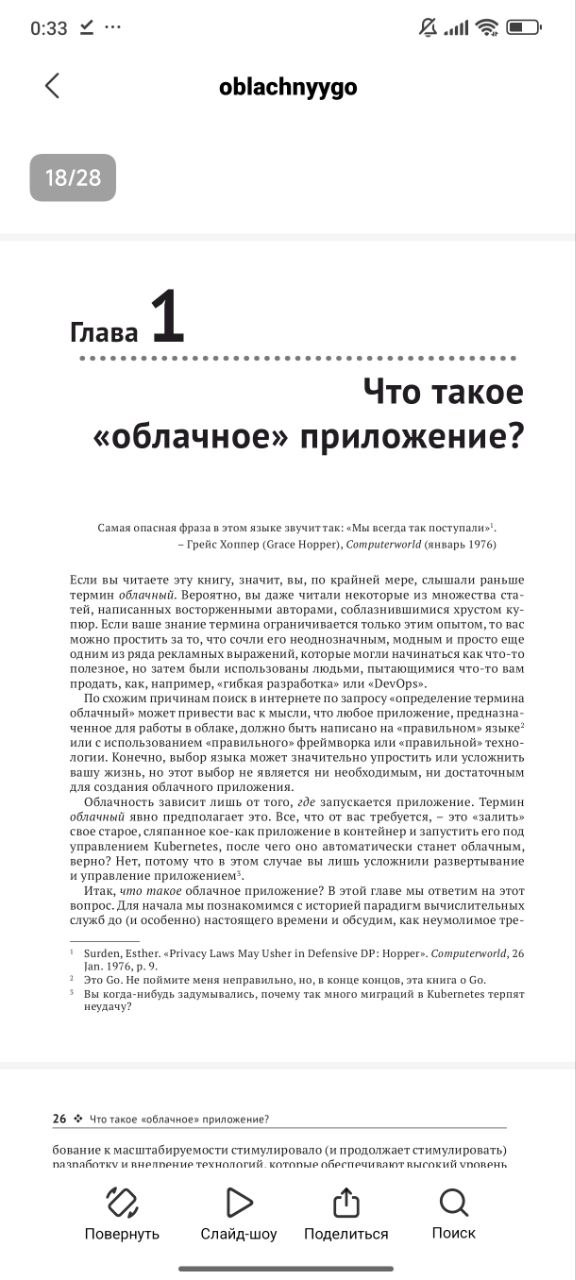 0:33
oblachnyygo
18/28
Глава 1
Что такое
«облачное» приложение?
Самая опасная фраза в этом языке звучит так: «Мы всегда так поступали»¹.
– Грейс Хоппер (Grace Hopper), Computerworld (январь 1976)
Если вы читаете эту книгу, значит, вы, по крайней мере, слышали раньше
термин облачный. Вероятно, вы даже читали некоторые из множества ста-
тей, написанных восторженными авторами, соблазнившимися хрустом ку-
пюр. Если ваше знание термина ограничивается только этим опытом, то вас
можно простить за то, что сочли его неоднозначным, модным и просто еще
одним из ряда рекламных выражений, которые могли начинаться как что-то
полезное, но затем были использованы людьми, пытающимися что-то вам
продать, как, например, «гибкая разработка» или «DevOps».
По схожим причинам поиск в интернете по запросу «определение термина
облачный» может привести вас к мысли, что любое приложение, предназна-
ченное для работы в облаке, должно быть написано на «правильном» языке²
или с использованием «правильного» фреймворка или «правильной» техно-
логии. Конечно, выбор языка может значительно упростить или усложнить
вашу жизнь, но этот выбор не является ни необходимым, ни достаточным
для создания облачного приложения.
Облачность зависит лишь от того, где запускается приложение. Термин
облачный явно предполагает это. Все, что от вас требуется, – это «залить»
свое старое, сляпанное кое-как приложение в контейнер и запустить его под
управлением Kubernetes, после чего оно автоматически станет облачным,
верно? Нет, потому что в этом случае вы лишь усложнили развертывание
и управление приложением³.
Итак, что такое облачное приложение? В этой главе мы ответим на этот
вопрос. Для начала мы познакомимся с историей парадигм вычислительных
служб до (и особенно) настоящего времени и обсудим, как неумолимое тре-
¹ Surden, Esther. «Privacy Laws May Usher in Defensive DP: Hopper». Computerworld, 26
Jan. 1976, p. 9.
² Это Go. Не поймите меня неправильно, но, в конце концов, эта книга о Go.
³ Вы когда-нибудь задумывались, почему так много миграций в Kubernetes терпят
неудачу?
26 ❖ Что такое «облачное» приложение?
бование к масштабируемости стимулировало (и продолжает стимулировать)
разработку и внедрение технологий, которые обеспечивают высокий уровень
Повернуть
Слайд-шоу
Поделиться
Поиск